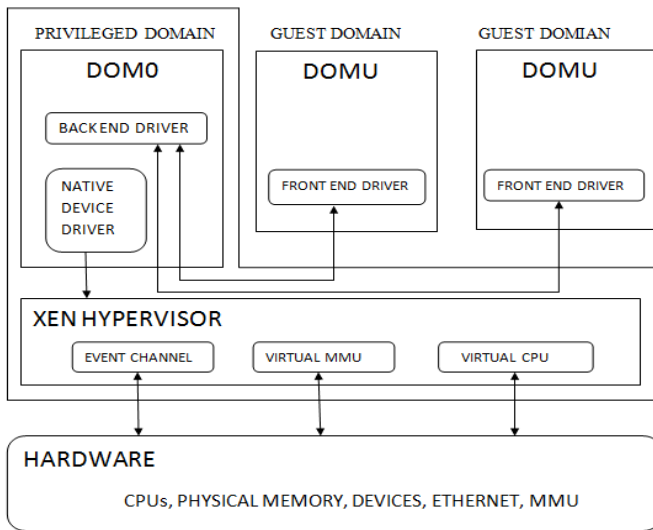 PRIVILEGED DOMAIN
DOM0
BACKEND DRIVER
NATIVE
DEVICE
DRIVER
GUEST DOMAIN
DOMU
FRONT END DRIVER
GUEST DOMIAN
DOMU
FRONT END DRIVER
XEN HYPERVISOR
EVENT CHANNEL
VIRTUAL MMU
VIRTUAL CPU
HARDWARE
CPUs, PHYSICAL MEMORY, DEVICES, ETHERNET, MMU